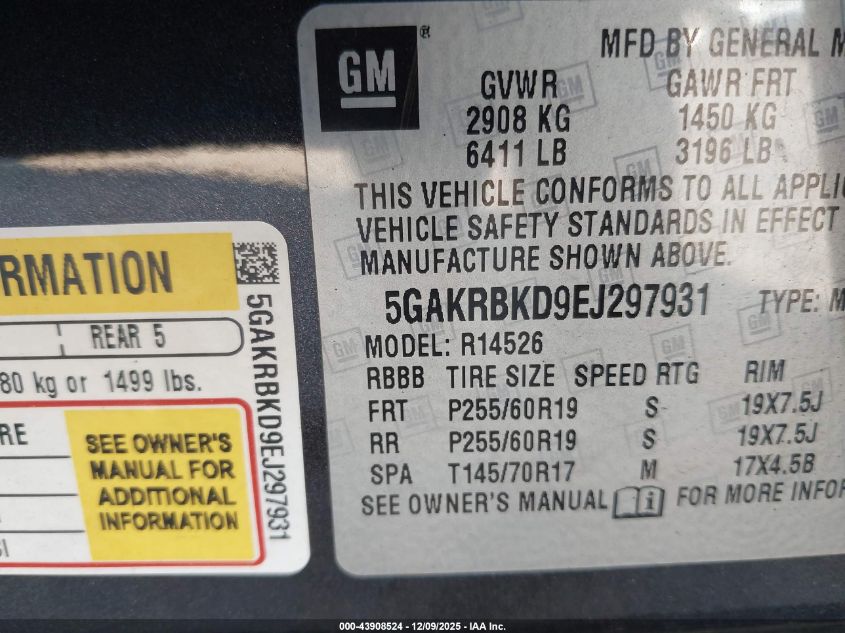 GM
®
MFD BY GENERAL M
GVWR GAWR FRT
2908 KG 1450 KG
6411 LB 3196 LB
THIS VEHICLE CONFORMS TO ALL APPLI
VEHICLE SAFETY STANDARDS IN EFFECT
MANUFACTURE SHOWN ABOVE.
5GAKRBKD9EJ297931 TYPE: M
MODEL: R14526
RBBB TIRE SIZE SPEED RTG RIM
FRT P255/60R19 S 19X7.5J
RR P255/60R19 S 19X7.5J
SPA T145/70R17 M 17X4.5B
SEE OWNER'S MANUAL i FOR MORE INFOR
RMATION
REAR 5
80 kg or 1499 lbs.
RE
SEE OWNER'S
MANUAL FOR
ADDITIONAL
INFORMATION
SI
5GAKRBKD9EJ297931
000-43908524 - 12/09/2025 - IAA Inc.